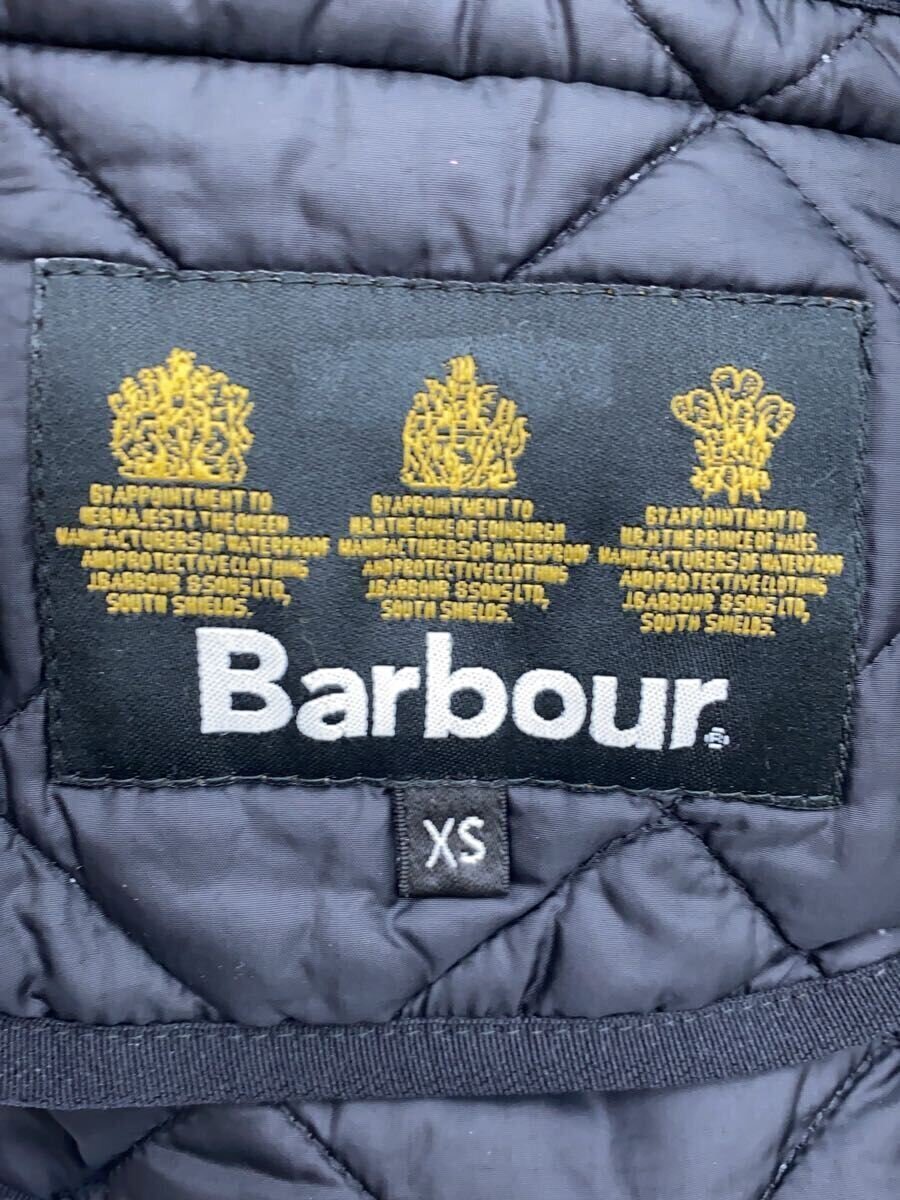 BY APPOINTMENT TO
HER MAJESTY THE QUEEN
MANUFACTURERS OF WATERPROOF
AND PROTECTIVE CLOTHING
J.BARBOUR & SONS LTD,
SOUTH SHIELDS.
BY APPOINTMENT TO
H.R.H. THE DUKE OF EDINBURGH
MANUFACTURERS OF WATERPROOF
AND PROTECTIVE CLOTHING
J.BARBOUR & SONS LTD,
SOUTH SHIELDS.
BY APPOINTMENT TO
H.R.H. THE PRINCE OF WALES
MANUFACTURERS OF WATERPROOF
AND PROTECTIVE CLOTHING
J.BARBOUR & SONS LTD,
SOUTH SHIELDS.
Barbour®
XS